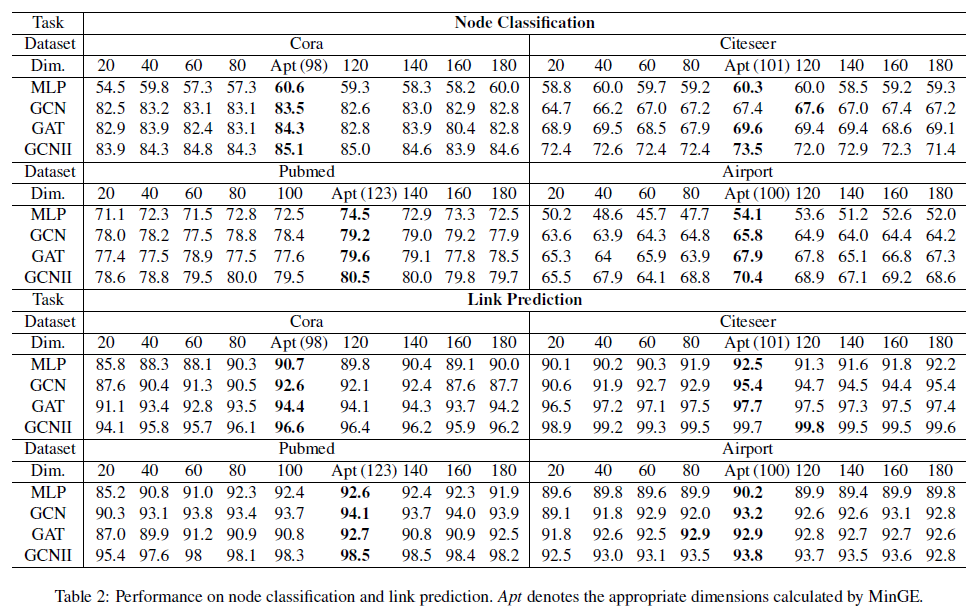 Task Node Classification
Dataset Cora Citeseer
Dim. 20 40 60 80 Apt (98) 120 140 160 180 20 40 60 80 Apt (101) 120 140 160 180
MLP 54.5 59.8 57.3 57.3 60.6 59.3 58.3 58.2 60.0 58.8 60.0 59.7 59.2 60.3 60.0 58.5 59.2 59.3
GCN 82.5 83.2 83.1 83.1 83.5 82.6 83.0 82.9 82.8 64.7 66.2 67.0 67.2 67.4 67.6 67.0 67.4 67.2
GAT 82.9 83.9 82.4 83.1 84.3 82.8 83.9 80.4 82.8 68.9 69.5 68.5 67.9 69.6 69.4 69.4 68.6 69.1
GCNII 83.9 84.3 84.8 84.3 85.1 85.0 84.6 83.9 84.6 72.4 72.6 72.4 72.4 73.5 72.0 72.9 72.3 71.4
Dataset Pubmed Airport
Dim. 20 40 60 80 100 Apt (123) 140 160 180 20 40 60 80 Apt (100) 120 140 160 180
MLP 71.1 72.3 71.5 72.8 72.5 74.5 72.9 73.3 72.5 50.2 48.6 45.7 47.7 54.1 53.6 51.2 52.6 52.0
GCN 78.0 78.2 77.5 78.8 78.4 79.2 79.0 79.2 77.9 63.6 63.9 64.3 64.8 65.8 64.9 64.0 64.4 64.2
GAT 77.4 77.5 78.9 77.5 77.6 79.6 79.1 77.8 78.5 65.3 64 65.9 63.9 67.9 67.8 65.1 66.8 67.3
GCNII 78.6 78.8 79.5 80.0 79.5 80.5 80.0 79.8 79.7 65.5 67.9 64.1 68.8 70.4 68.9 67.1 69.2 68.6
Task Link Prediction
Dataset Cora Citeseer
Dim. 20 40 60 80 Apt (98) 120 140 160 180 20 40 60 80 Apt (101) 120 140 160 180
MLP 85.8 88.3 88.1 90.3 90.7 89.8 90.4 89.1 90.0 90.1 90.2 90.3 91.9 92.5 91.3 91.6 91.8 92.2
GCN 87.6 90.4 91.3 90.5 92.6 92.1 92.4 87.6 87.7 90.6 91.9 92.7 92.9 95.4 94.7 94.5 94.4 95.4
GAT 91.1 93.4 92.8 93.5 94.4 94.1 94.3 93.7 94.2 96.5 97.2 97.1 97.5 97.7 97.5 97.3 97.5 97.4
GCNII 94.1 95.8 95.7 96.1 96.6 96.4 96.2 95.9 96.2 98.9 99.2 99.3 99.5 99.7 99.8 99.5 99.5 99.6
Dataset Pubmed Airport
Dim. 20 40 60 80 100 Apt (123) 140 160 180 20 40 60 80 Apt (100) 120 140 160 180
MLP 85.2 90.8 91.0 92.3 92.4 92.6 92.4 92.3 91.9 89.6 89.8 89.6 89.9 90.2 89.9 89.4 89.9 89.8
GCN 90.3 93.1 93.8 93.4 93.7 94.1 93.7 94.0 93.9 89.1 91.8 92.9 92.0 93.2 92.6 92.6 93.1 92.8
GAT 87.0 89.9 91.2 90.9 90.8 92.7 90.8 90.9 92.5 91.8 92.6 92.5 92.9 92.9 92.8 92.7 92.7 92.6
GCNII 95.4 97.6 98 98.1 98.3 98.5 98.5 98.4 98.2 92.5 93.0 93.1 93.5 93.8 93.7 93.5 93.6 92.8
Table 2: Performance on node classification and link prediction. Apt denotes the appropriate dimensions calculated by MinGE.